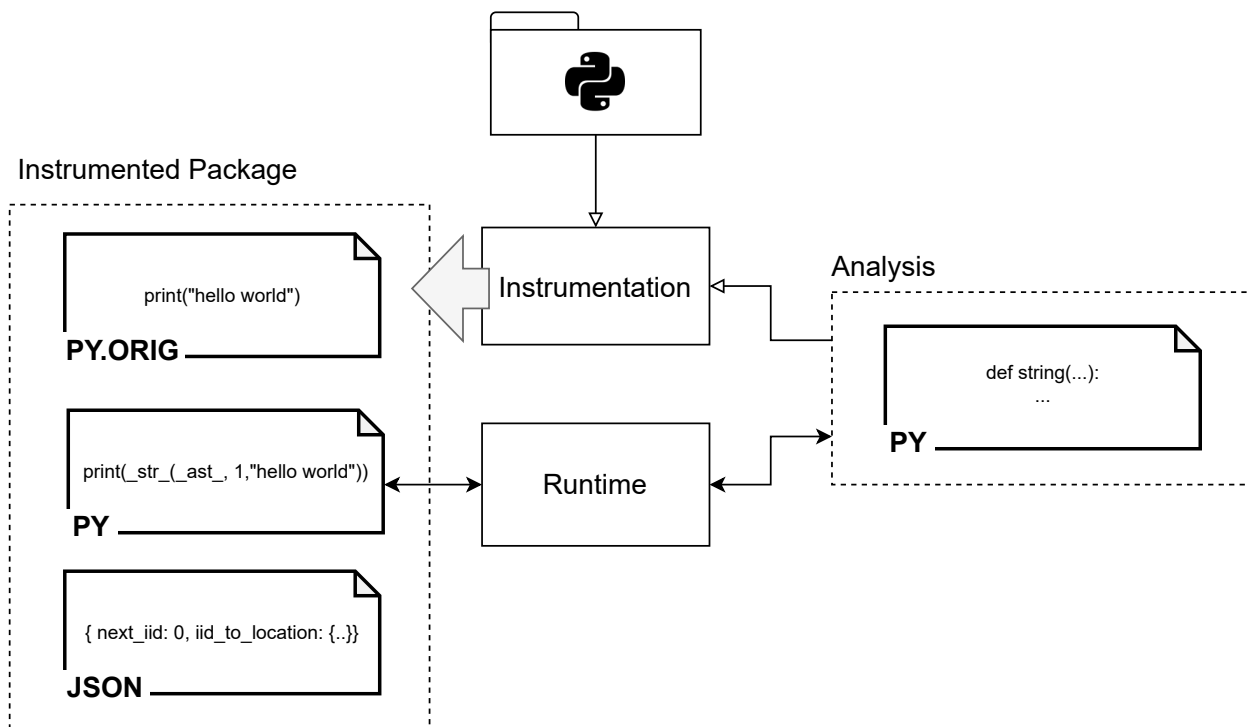 Instrumented Package
print("hello world")
PY.ORIG
print(_str_(_ast_, 1,"hello world"))
PY
{ next_iid: 0, iid_to_location: {..}}
JSON
Instrumentation
Runtime
Analysis
def string(...):
...
PY